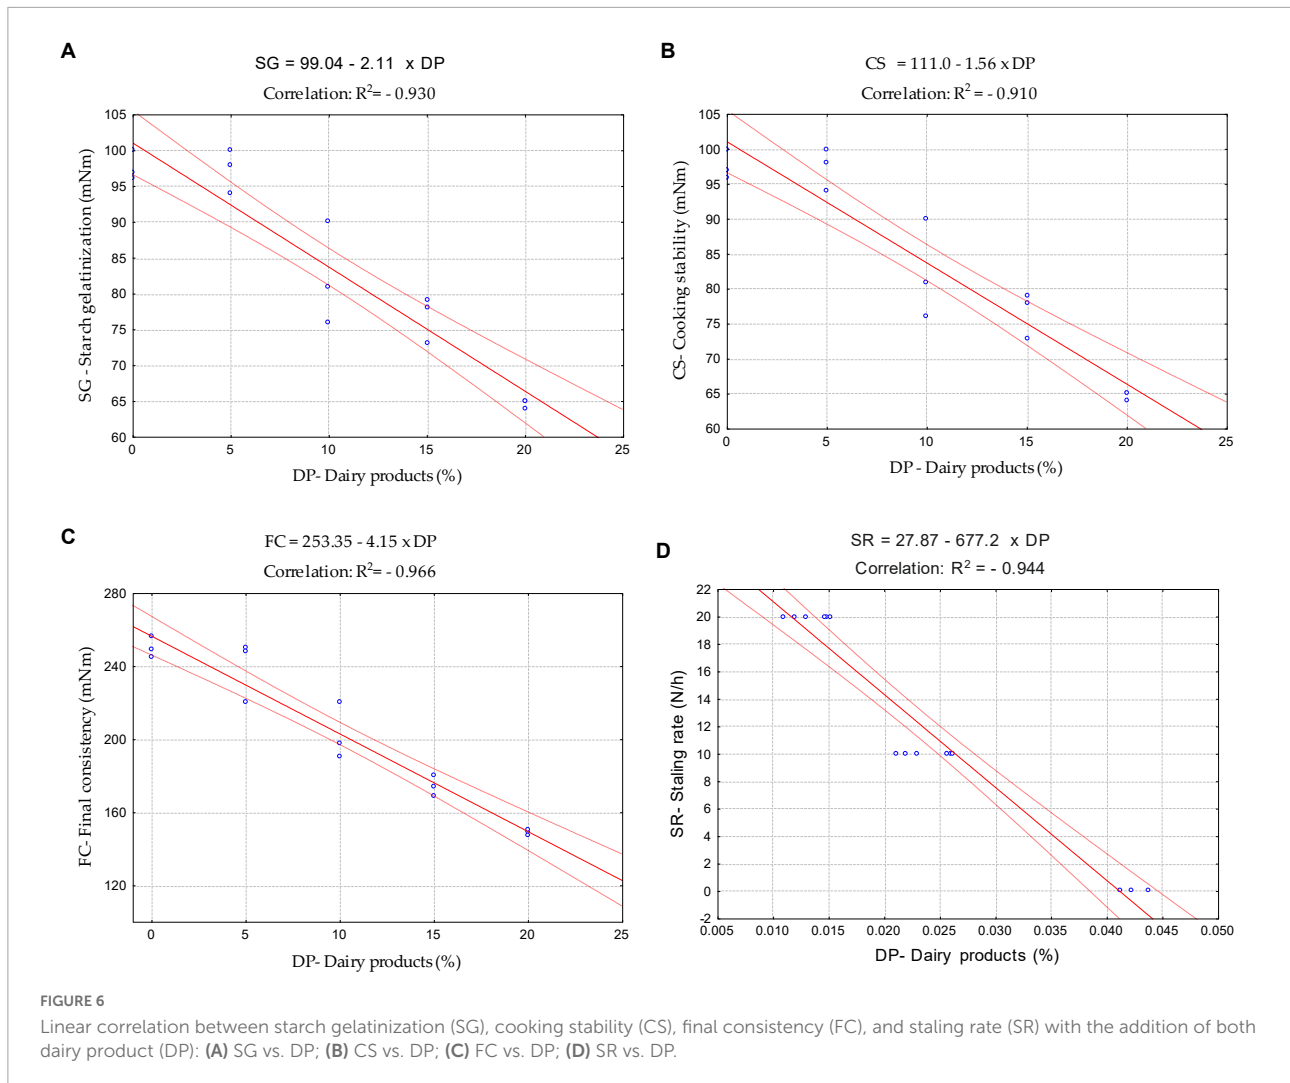 A
SG = 99.04 - 2.11 x DP
Correlation: R²= - 0.930
SG - Starch gelatinization (mNm)
105
100
95
90
85
80
75
70
65
60
0 5 10 15 20 25
DP- Dairy products (%)
B
CS = 111.0 - 1.56 x DP
Correlation: R² = - 0.910
CS- Cooking stability (mNm)
105
100
95
90
85
80
75
70
65
60
0 5 10 15 20 25
DP - Dairy products (%)
C
FC = 253.35 - 4.15 x DP
Correlation: R²= - 0.966
FC- Final consistency (mNm)
280
240
200
160
120
0 5 10 15 20 25
DP- Dairy products (%)
D
SR = 27.87 - 677.2 x DP
Correlation: R² = - 0.944
SR- Staling rate (N/h)
22
20
18
16
14
12
10
8
6
4
2
0
-2
0.005 0.010 0.015 0.020 0.025 0.030 0.035 0.040 0.045 0.050
DP- Dairy products (%)
FIGURE 6
Linear correlation between starch gelatinization (SG), cooking stability (CS), final consistency (FC), and staling rate (SR) with the addition of both
dairy product (DP): (A) SG vs. DP; (B) CS vs. DP; (C) FC vs. DP; (D) SR vs. DP.